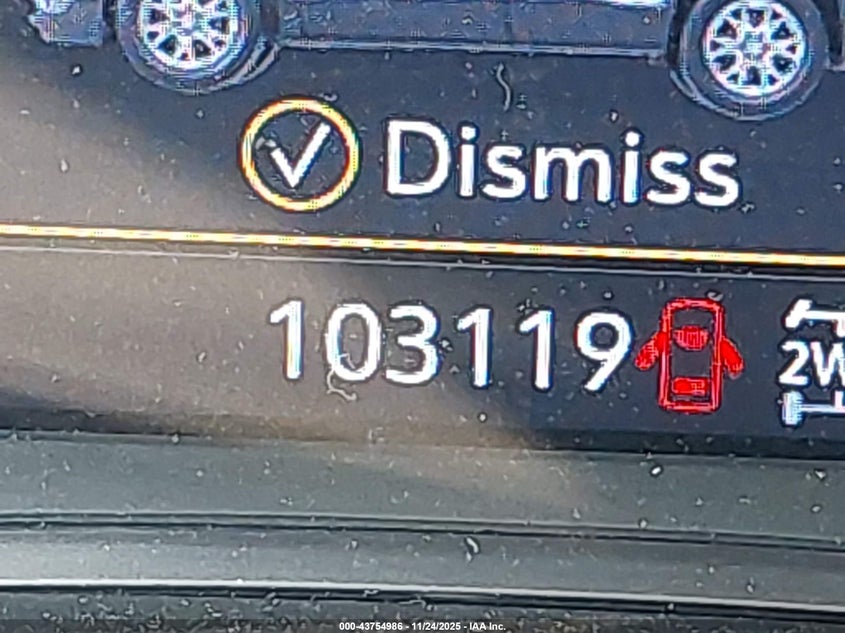 Dismiss
103119
2W
000-43754986 - 11/24/2025 - IAA Inc.